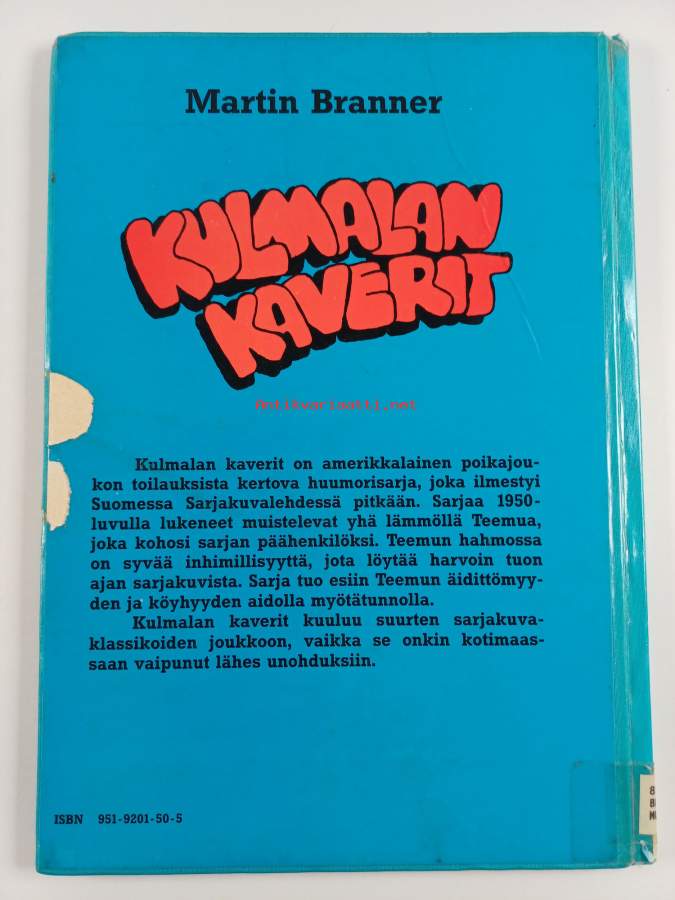 Martin Branner
KULMALAN
KAVERIT
Antikvariaatti.net
Kulmalan kaverit on amerikkalainen poikajou-
kon toilauksista kertova huumorisarja, joka ilmestyi
Suomessa Sarjakuvalehdessä pitkään. Sarjaa 1950-
luvulla lukeneet muistelevat yhä lämmöllä Teemua,
joka kohosi sarjan päähenkilöksi. Teemun hahmossa
on syvää inhimillisyyttä, jota löytää harvoin tuon
ajan sarjakuvista. Sarja tuo esiin Teemun äidittömyy-
den ja köyhyyden aidolla myötätunnolla.
Kulmalan kaverit kuuluu suurten sarjakuva-
klassikoiden joukkoon, vaikka se onkin kotimaas-
saan vaipunut lähes unohduksiin.
ISBN 951-9201-50-5